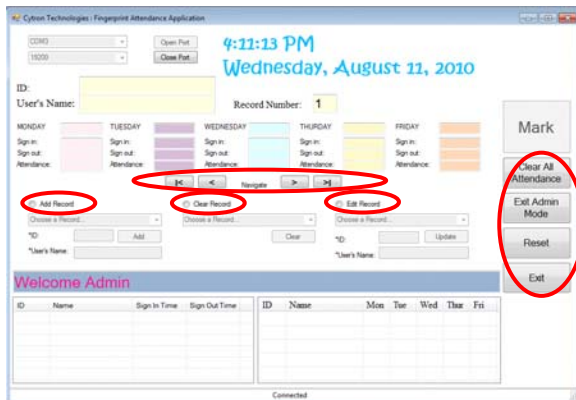 Cytron Technologies : Fingerprint Attendance Application
COM3 Open Port
19200 Close Port
4:11:13 PM
Wednesday, August 11, 2010
ID:
User's Name: Record Number: 1
MONDAY TUESDAY WEDNESDAY THURSDAY FRIDAY
Sign in: Sign in: Sign in: Sign in: Sign in:
Sign out: Sign out: Sign out: Sign out: Sign out:
Attendance: Attendance: Attendance: Attendance: Attendance:
|< < Navigate > >|
Add Record Clear Record Edit Record
Choose a Record... Choose a Record... Choose a Record...
*ID: Add Clear *ID: Update
*User's Name: *User's Name:
Mark
Clear All
Attendance
Exit Admin
Mode
Reset
Exit
Welcome Admin
ID Name Sign In Time Sign Out Time ID Name Mon Tue Wed Thur Fri
Connected